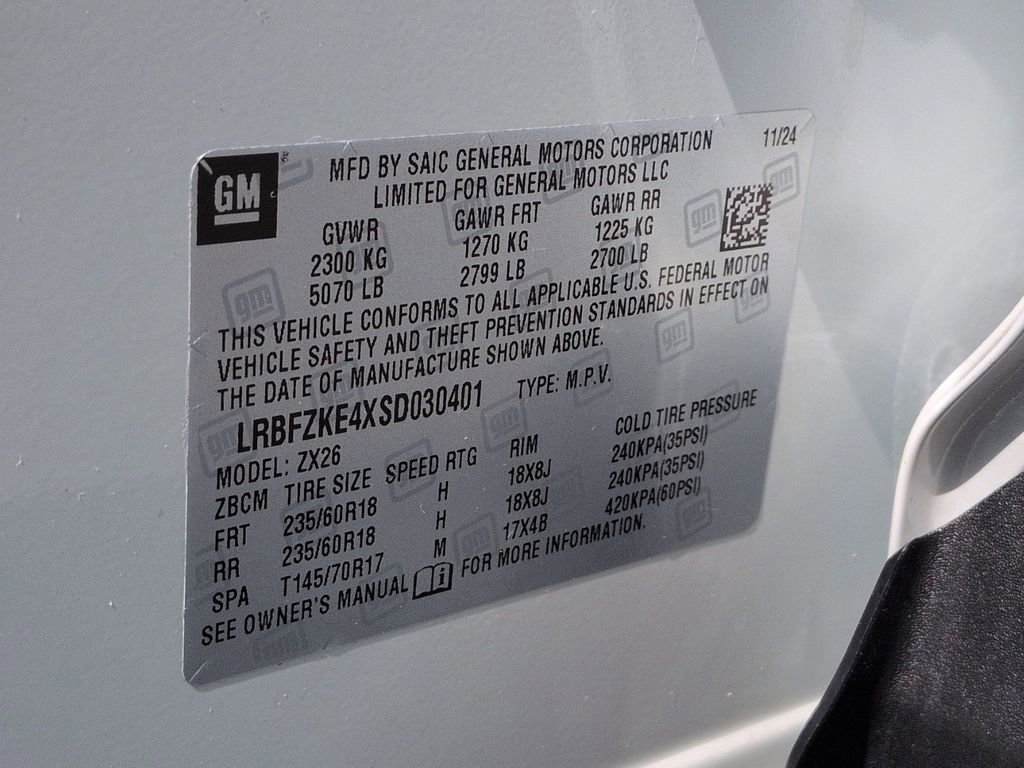 GM
11/24
MFD BY SAIC GENERAL MOTORS CORPORATION
LIMITED FOR GENERAL MOTORS LLC
GVWR GAWR FRT GAWR RR
2300 KG 1270 KG 1225 KG
5070 LB 2799 LB 2700 LB
THIS VEHICLE CONFORMS TO ALL APPLICABLE U.S. FEDERAL MOTOR
VEHICLE SAFETY AND THEFT PREVENTION STANDARDS IN EFFECT ON
THE DATE OF MANUFACTURE SHOWN ABOVE.
LRBFZKE4XSD030401 TYPE: M.P.V.
MODEL: ZX26
ZBCM TIRE SIZE SPEED RTG RIM COLD TIRE PRESSURE
FRT 235/60R18 H 18X8J 240KPA(35PSI)
RR 235/60R18 H 18X8J 240KPA(35PSI)
SPA T145/70R17 M 17X4B 420KPA(60PSI)
SEE OWNER'S MANUAL FOR MORE INFORMATION.